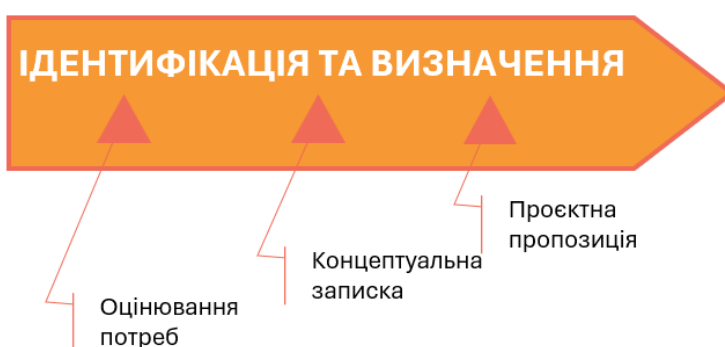 ІДЕНТИФІКАЦІЯ ТА ВИЗНАЧЕННЯ
Оцінювання
потреб
Концептуальна
записка
Проєктна
пропозиція